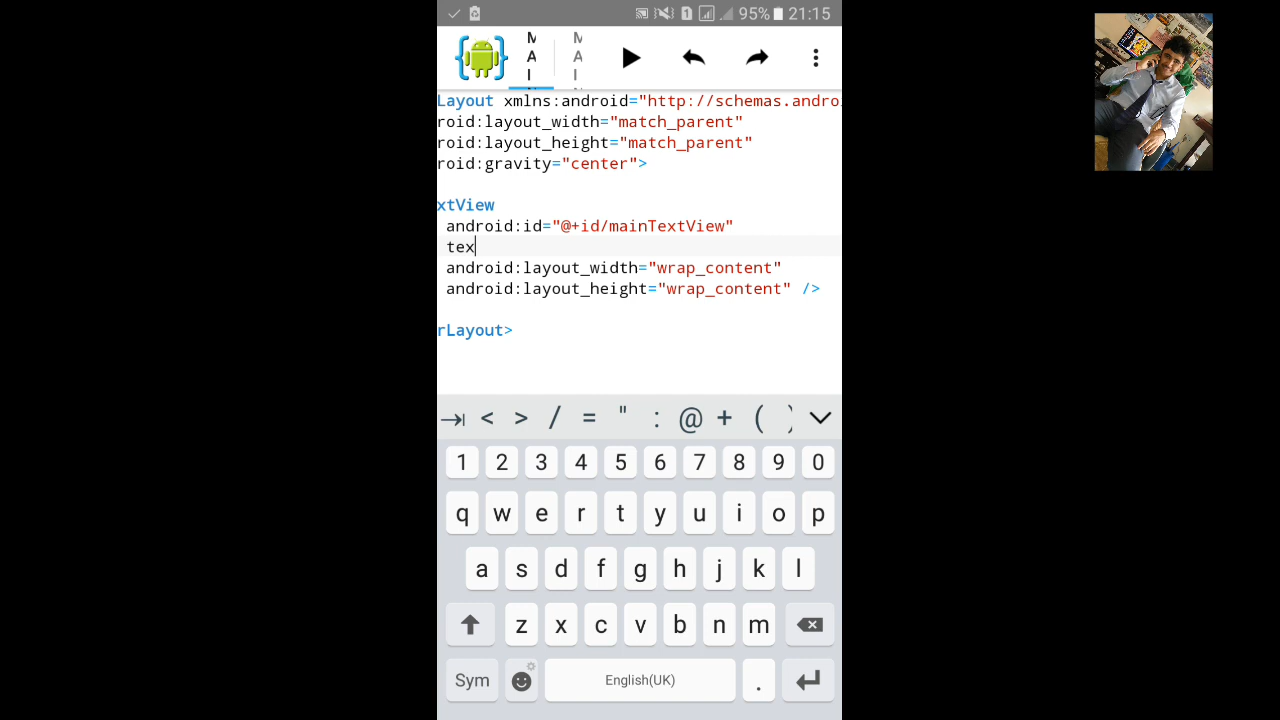 1 95% 21:15
M
A
I
N
M
A
I
N
Layout xmlns:android="http://schemas.andro
roid:layout_width="match_parent"
roid:layout_height="match_parent"
roid:gravity="center">
xtView
android:id="@+id/mainTextView"
tex
android:layout_width="wrap_content"
android:layout_height="wrap_content" />
rLayout>
< > / = " : @ + ( )
1 2 3 4 5 6 7 8 9 0
q w e r t y u i o p
a s d f g h j k l
z x c v b n m
Sym English(UK) .